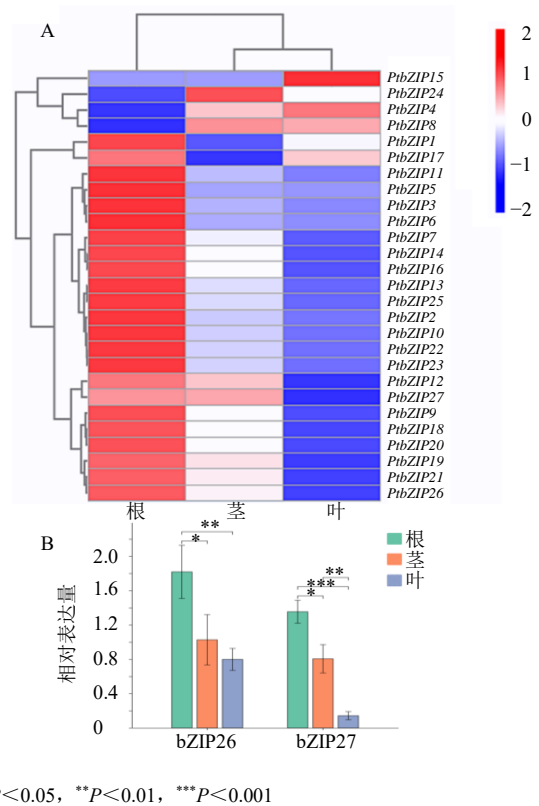 A
2
1
0
−1
−2
PtbZIP15
PtbZIP24
PtbZIP4
PtbZIP8
PtbZIP1
PtbZIP17
PtbZIP11
PtbZIP5
PtbZIP3
PtbZIP6
PtbZIP7
PtbZIP14
PtbZIP16
PtbZIP13
PtbZIP25
PtbZIP2
PtbZIP10
PtbZIP22
PtbZIP23
PtbZIP12
PtbZIP27
PtbZIP9
PtbZIP18
PtbZIP20
PtbZIP19
PtbZIP21
PtbZIP26
根 茎 叶
B
相对表达量
2.0
1.6
1.2
0.8
0.4
0
**
*
**
***
*
根
茎
叶
bZIP26 bZIP27
<0.05，**P<0.01，***P<0.001